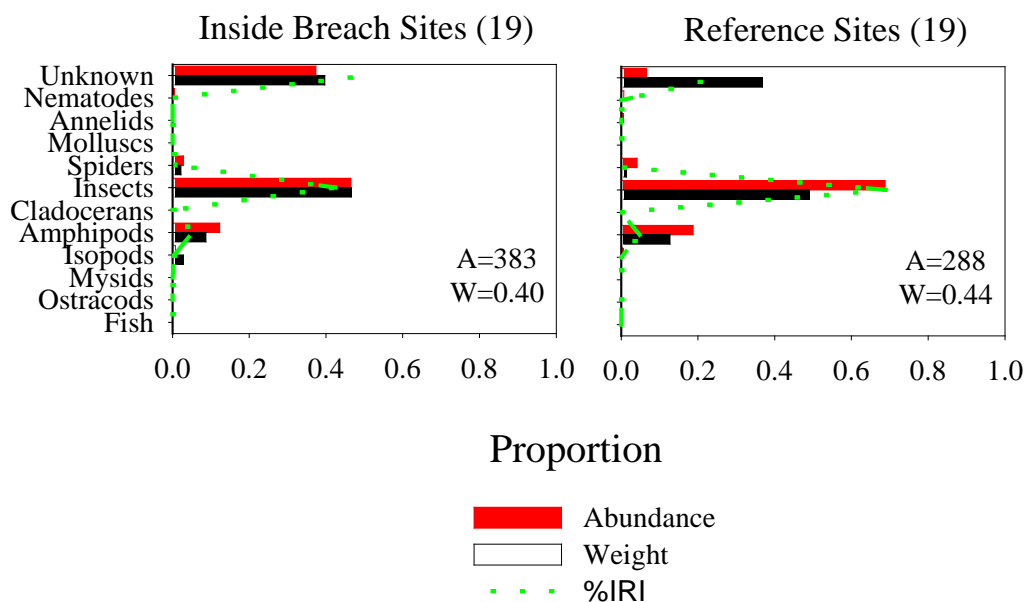 Inside Breach Sites (19)
Reference Sites (19)
Unknown
Nematodes
Annelids
Molluscs
Spiders
Insects
Cladocerans
Amphipods
Isopods
Mysids
Ostracods
Fish
A=383
W=0.40
A=288
W=0.44
0.0 0.2 0.4 0.6 0.8 1.0
0.0 0.2 0.4 0.6 0.8 1.0
Proportion
Abundance
Weight
%IRI